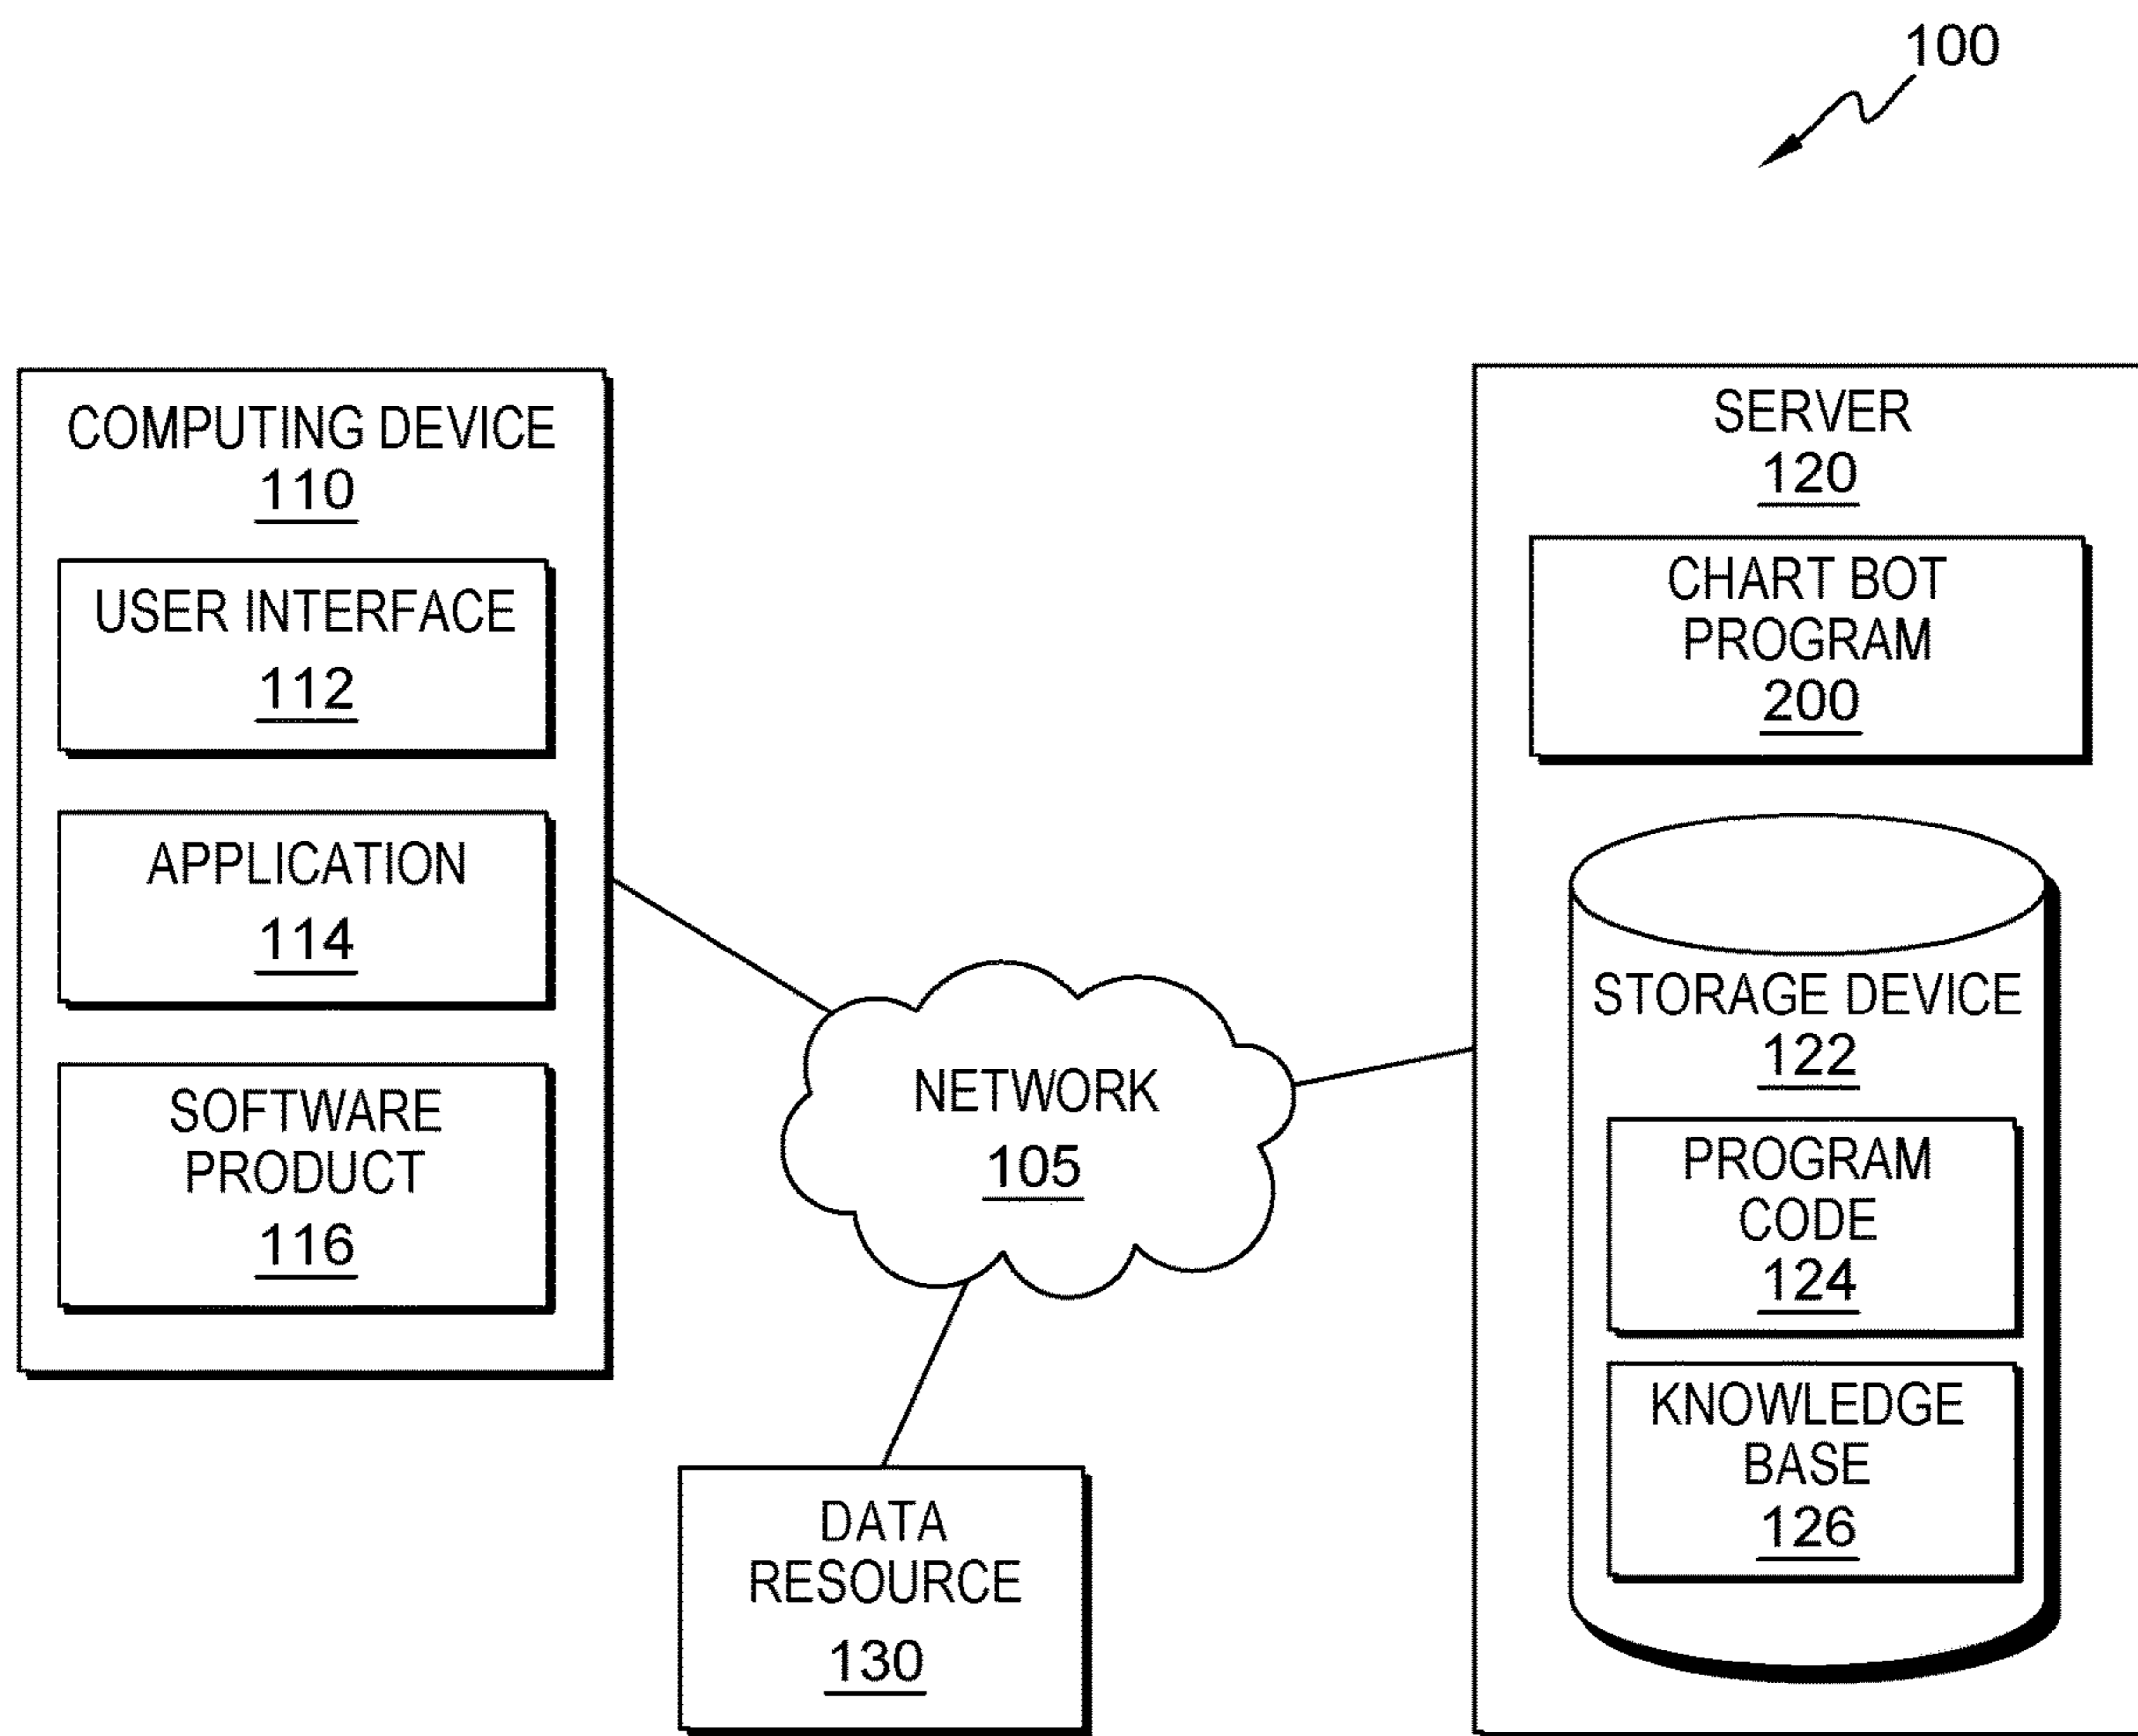 100
COMPUTING DEVICE
110
USER INTERFACE
112
APPLICATION
114
SOFTWARE
PRODUCT
116
NETWORK
105
DATA
RESOURCE
130
SERVER
120
CHART BOT
PROGRAM
200
STORAGE DEVICE
122
PROGRAM
CODE
124
KNOWLEDGE
BASE
126